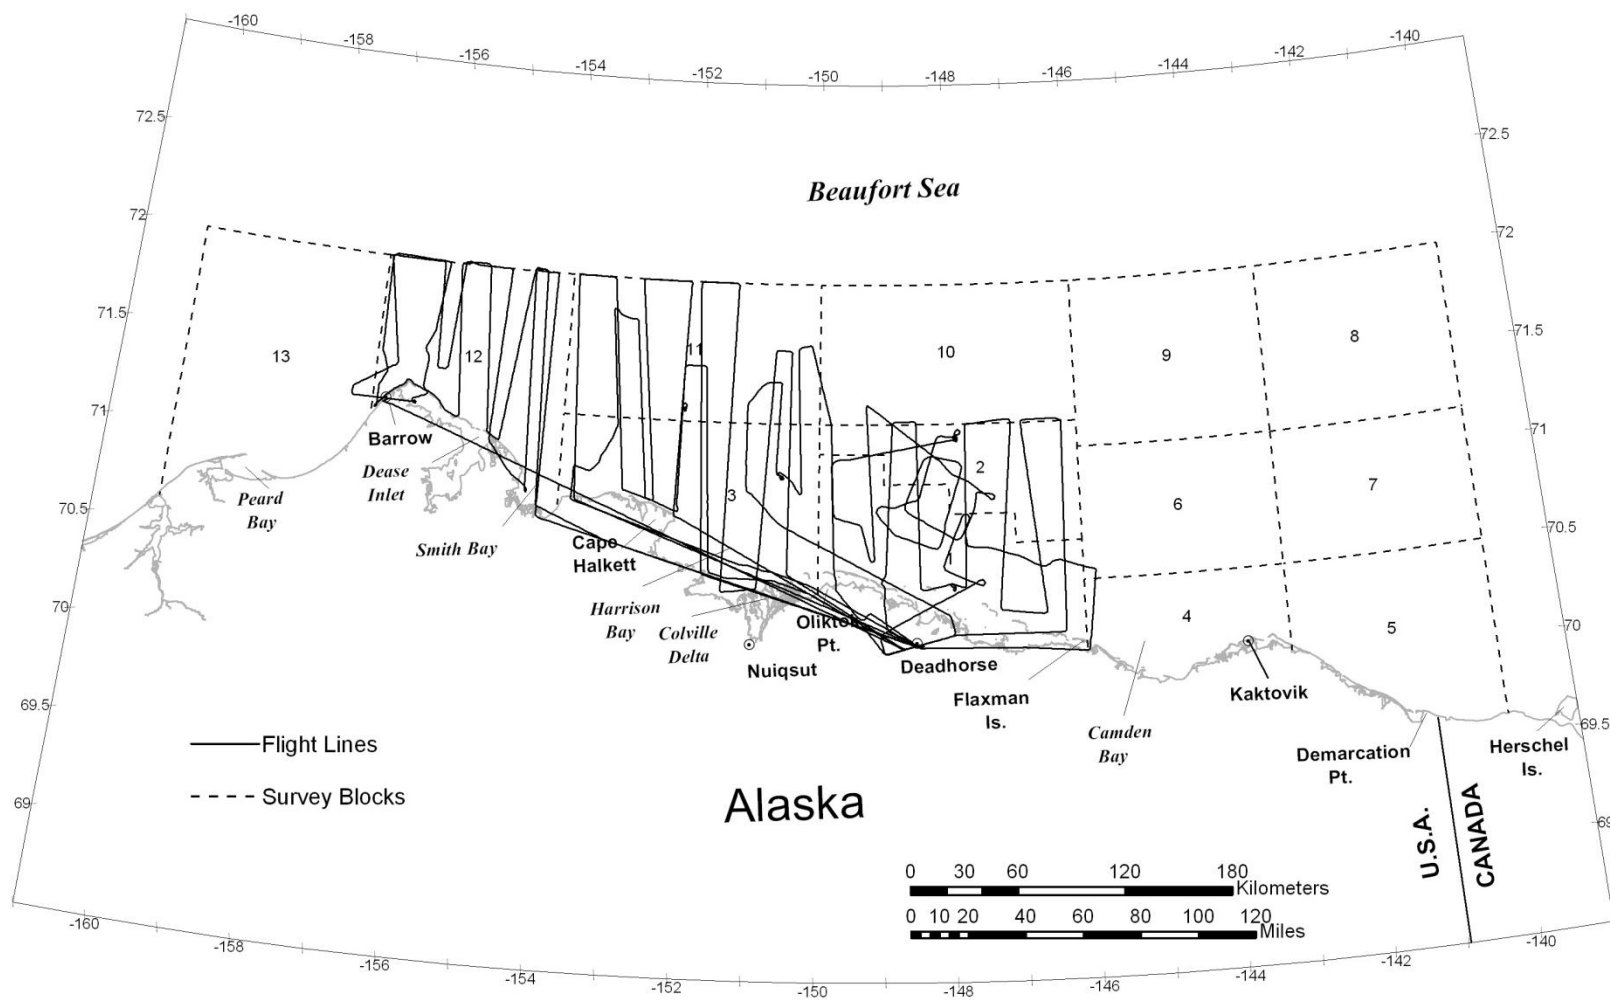 -160
-158
-156
-154
-152
-150
-148
-146
-144
-142
-140
72.5
72.5
72
72
71.5
71.5
71
71
70.5
70.5
70
70
69.5
69.5
69
69
Beaufort Sea
13
12
11
10
9
8
3
2
6
7
4
5
Barrow
Dease
Inlet
Peard
Bay
Smith Bay
Cape
Halkett
Harrison
Bay
Colville
Delta
Oliktok
Pt.
Nuiqsut
Deadhorse
Flaxman
Is.
Camden
Bay
Kaktovik
Demarcation
Pt.
Herschel
Is.
Flight Lines
Survey Blocks
Alaska
U.S.A.
CANADA
0 30 60 120 180
Kilometers
0 10 20 40 60 80 100 120
Miles
-160
-158
-156
-154
-152
-150
-148
-146
-144
-142
-140